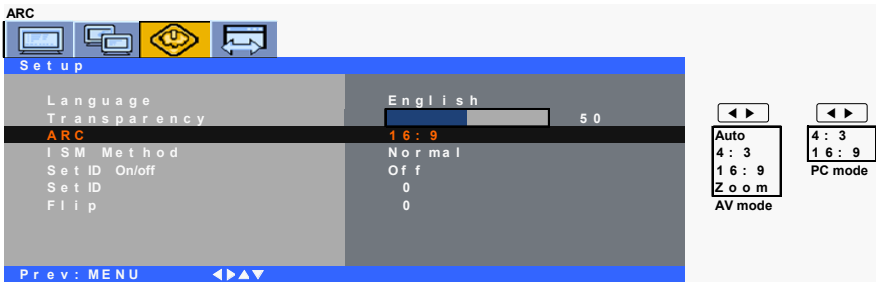 ARC
Setup
Language English
Transparency 50
ARC 16:9
ISM Method Normal
Set ID On/off Off
Set ID 0
Flip 0
Prev: MENU ◀▶▲▼
◀ ▶
Auto
4: 3
16: 9
Zoom
AV mode
◀ ▶
4: 3
16: 9
PC mode